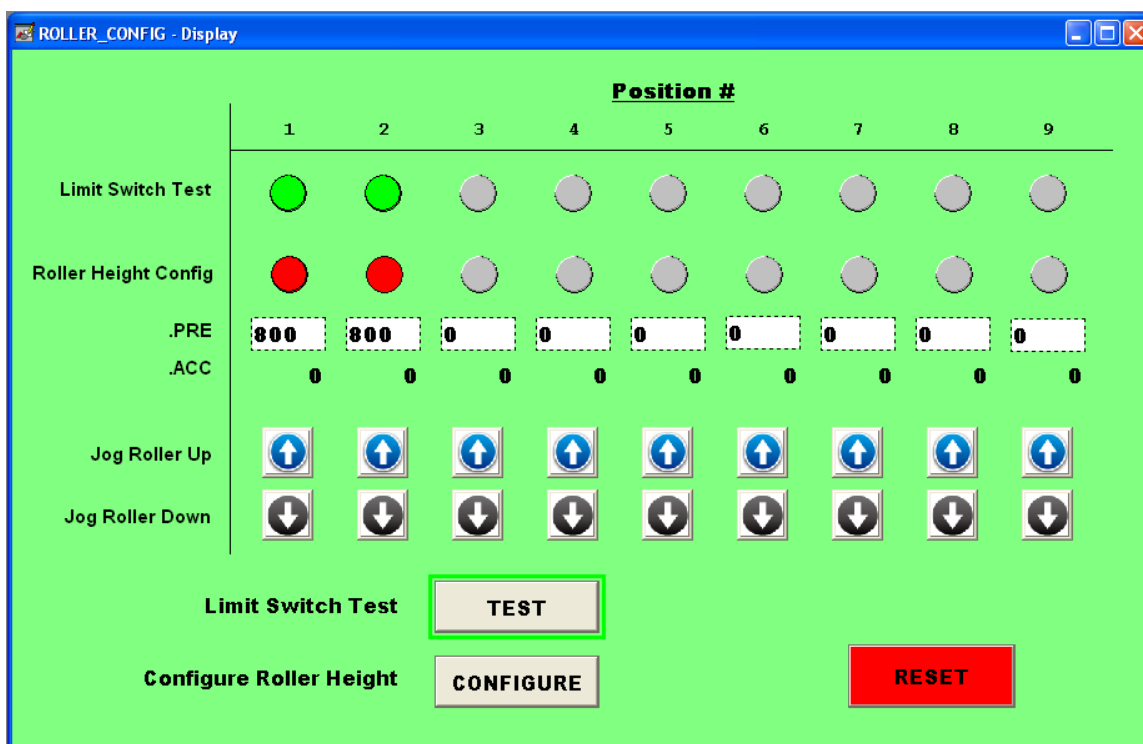 ROLLER_CONFIG - Display
Position #
1 2 3 4 5 6 7 8 9
Limit Switch Test
Roller Height Config
.PRE 800 800 0 0 0 0 0 0 0
.ACC 0 0 0 0 0 0 0 0 0
Jog Roller Up
Jog Roller Down
Limit Switch Test TEST
Configure Roller Height CONFIGURE RESET